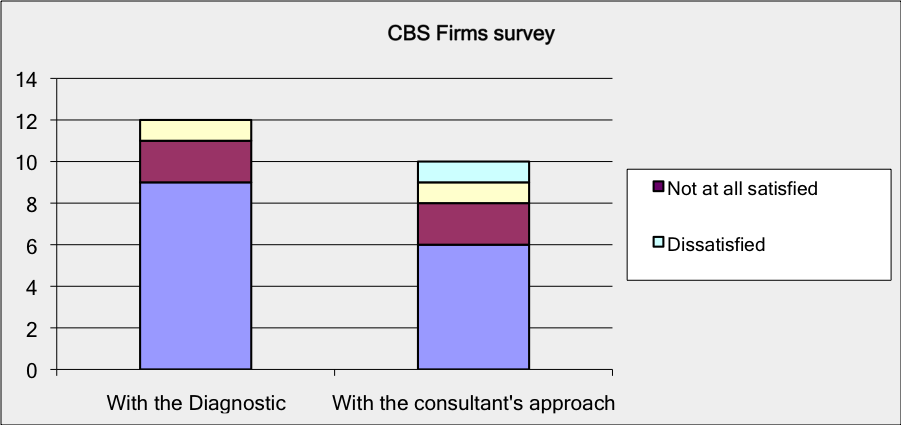 CBS Firms survey
14
12
10
8
6
4
2
0
With the Diagnostic
With the consultant's approach
Not at all satisfied
Dissatisfied